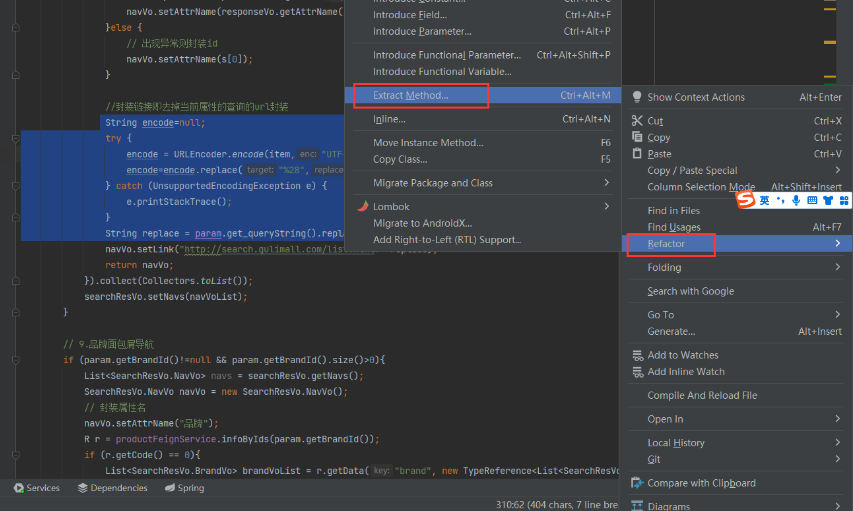 navVo.setAttrName(responseVo.getAttrName(
}else {
// 出现异常则封装id
navVo.setAttrName(s[0]);
}
//封装链接即去掉当前属性的查询的url封装
String encode=null;
try {
encode = URLEncoder.encode(item, enc: "UTF-
encode=encode.replace( target: "%28", replace
} catch (UnsupportedEncodingException e) {
e.printStackTrace();
}
String replace = param.get_queryString().repl
navVo.setLink("http://search.gulimall.com/list
return navVo;
}).collect(Collectors.toList());
searchResVo.setNavs(navVoList);
}
// 9.品牌面包屑导航
if (param.getBrandId()!=null && param.getBrandId().size()>0){
List<SearchResVo.NavVo> navs = searchResVo.getNavs();
SearchResVo.NavVo navVo = new SearchResVo.NavVo();
// 封装属性名
navVo.setAttrName("品牌");
R r = productFeignService.infoByIds(param.getBrandId());
if (r.getCode() == 0){
List<SearchResVo.BrandVo> brandVoList = r.getData( key: "brand", new TypeReference<List<SearchResVo
Introduce Field... Ctrl+Alt+F
Introduce Parameter... Ctrl+Alt+P
Introduce Functional Parameter... Ctrl+Alt+Shift+P
Introduce Functional Variable...
Extract Method... Ctrl+Alt+M
Inline... Ctrl+Alt+N
Move Instance Method... F6
Copy Class... F5
Migrate Package and Class
Lombok
Migrate to AndroidX...
Add Right-to-Left (RTL) Support...
Show Context Actions Alt+Enter
Cut Ctrl+X
Copy Ctrl+C
Paste Ctrl+V
Copy / Paste Special
Column Selection Mode Alt+Shift+Insert
英
Find in Files
Find Usages Alt+F7
Refactor
Folding
Search with Google
Go To
Generate... Alt+Insert
Add to Watches
Add Inline Watch
Compile And Reload File
Open In
Local History
Git
Compare with Clipboard
Diagrams
Services Dependencies Spring
310:62 (404 chars, 7 line bre